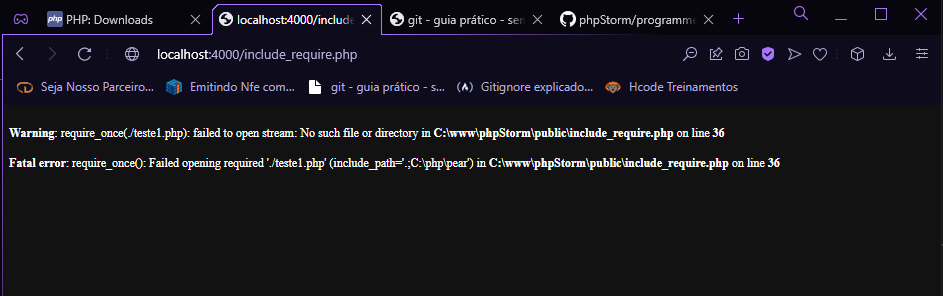 PHP: Downloads
localhost:4000/include_
git - guia prático - sen
phpStorm/programme
localhost:4000/include_require.php
Seja Nosso Parceiro... Emitindo Nfe com... git - guia prático - s... Gitignore explicado... Hcode Treinamentos
Warning: require_once(./teste1.php): failed to open stream: No such file or directory in C:\www\phpStorm\public\include_require.php on line 36
Fatal error: require_once(): Failed opening required './teste1.php' (include_path='.;C:\php\pear') in C:\www\phpStorm\public\include_require.php on line 36